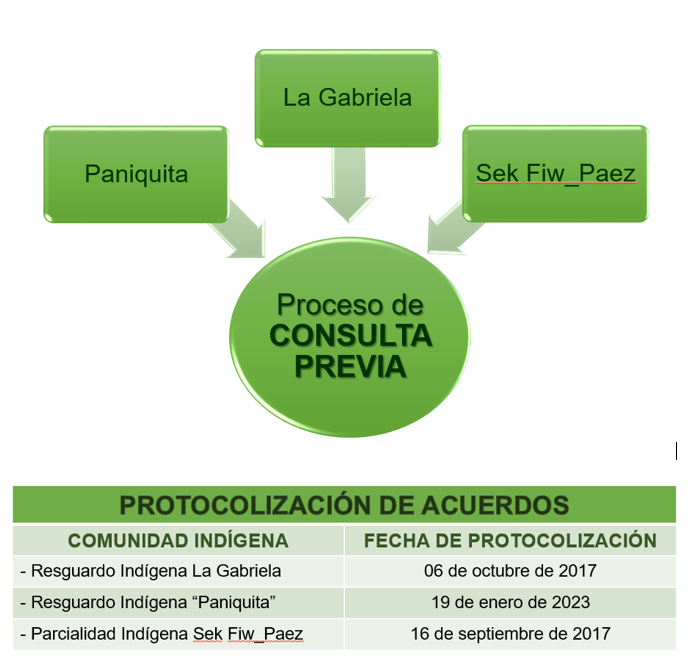 La Gabriela
Paniquita
Sek Fiw_Paez
Proceso de
CONSULTA
PREVIA
PROTOCOLIZACIÓN DE ACUERDOS
COMUNIDAD INDÍGENA FECHA DE PROTOCOLIZACIÓN
- Resguardo Indígena La Gabriela 06 de octubre de 2017
- Resguardo Indígena “Paniquita” 19 de enero de 2023
- Parcialidad Indígena Sek Fiw_Paez 16 de septiembre de 2017